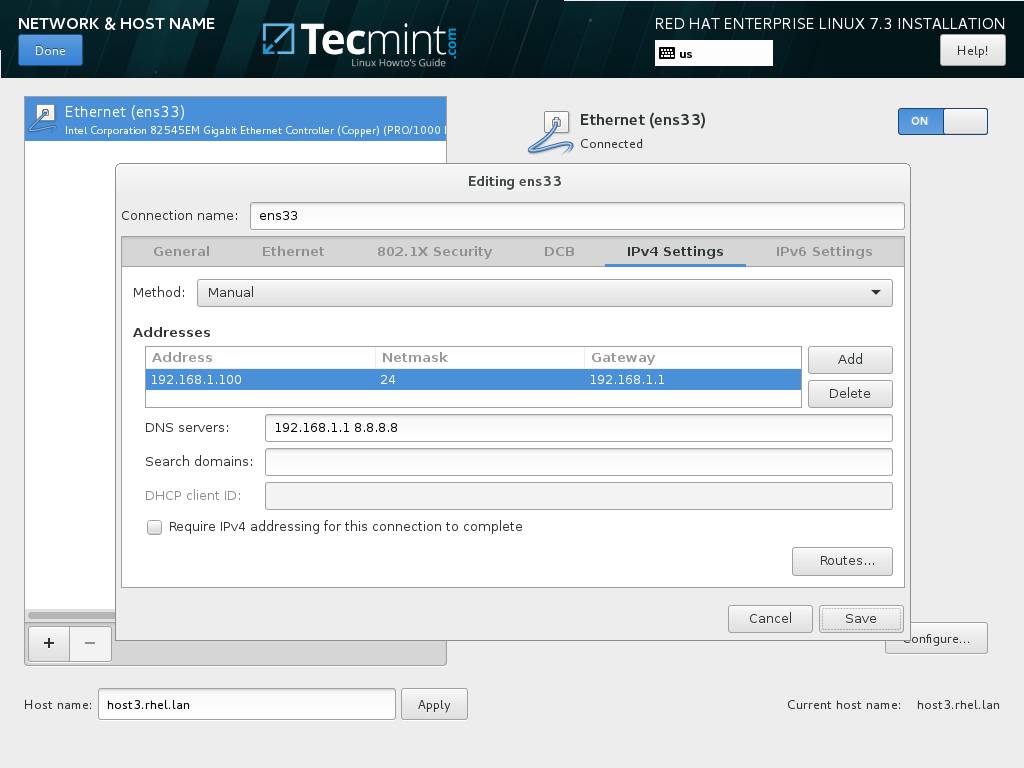 NETWORK & HOST NAME
Done
Tecmint.com
Linux Howto's Guide
RED HAT ENTERPRISE LINUX 7.3 INSTALLATION
us
Help!
Ethernet (ens33)
Intel Corporation 82545EM Gigabit Ethernet Controller (Copper) (PRO/1000
Ethernet (ens33)
Connected
ON
Editing ens33
Connection name: ens33
General Ethernet 802.1X Security DCB IPv4 Settings IPv6 Settings
Method: Manual
Addresses
Address Netmask Gateway
192.168.1.100 24 192.168.1.1
Add
Delete
DNS servers: 192.168.1.1 8.8.8.8
Search domains:
DHCP client ID:
Require IPv4 addressing for this connection to complete
Routes...
Cancel Save
+ −
onfigure...
Host name: host3.rhel.lan Apply
Current host name: host3.rhel.lan